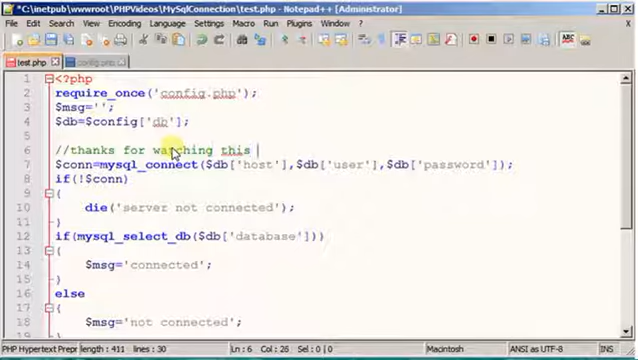 *C:\inetpub\wwwroot\PHPVideos\MySqlConnection\test.php - Notepad++ [Administrator]
File Edit Search View Encoding Language Settings Macro Run Plugins Window ?
X
test.php config.php
1 <?php
2 require_once('config.php');
3 $msg='';
4 $db=$config['db'];
5
6 //thanks for watching this
7 $conn=mysql_connect($db['host'],$db['user'],$db['password']);
8 if(!$conn)
9 {
10 die('server not connected');
11 }
12 if(mysql_select_db($db['database']))
13 {
14 $msg='connected';
15 }
16 else
17 {
18 $msg='not connected';
19 }
PHP Hypertext Prepr length : 411 lines : 30 Ln : 6 Col : 26 Sel : 0 | 0 Macintosh ANSI as UTF-8 INS